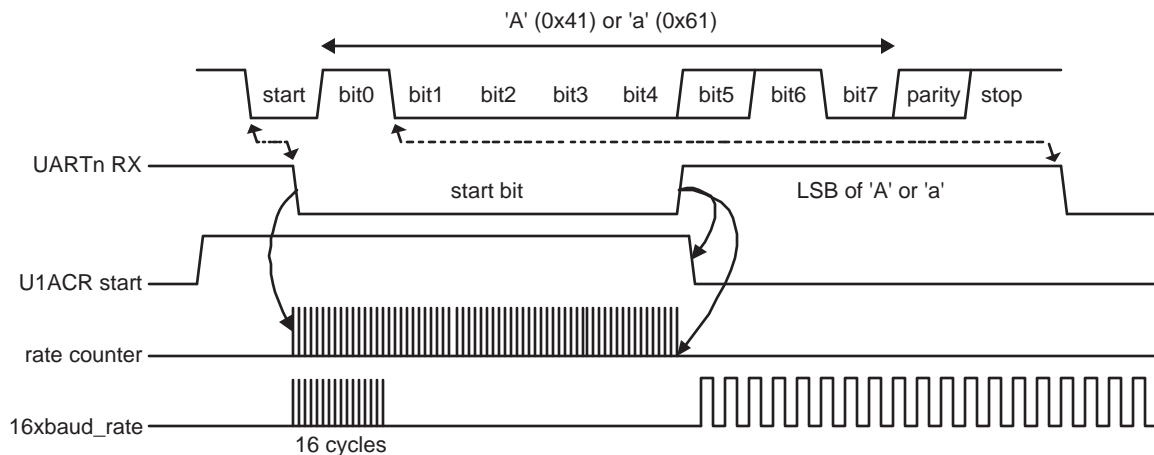 'A' (0x41) or 'a' (0x61)
start bit0 bit1 bit2 bit3 bit4 bit5 bit6 bit7 parity stop
UARTn RX
start bit
LSB of 'A' or 'a'
U1ACR start
rate counter
16xbaud_rate
16 cycles